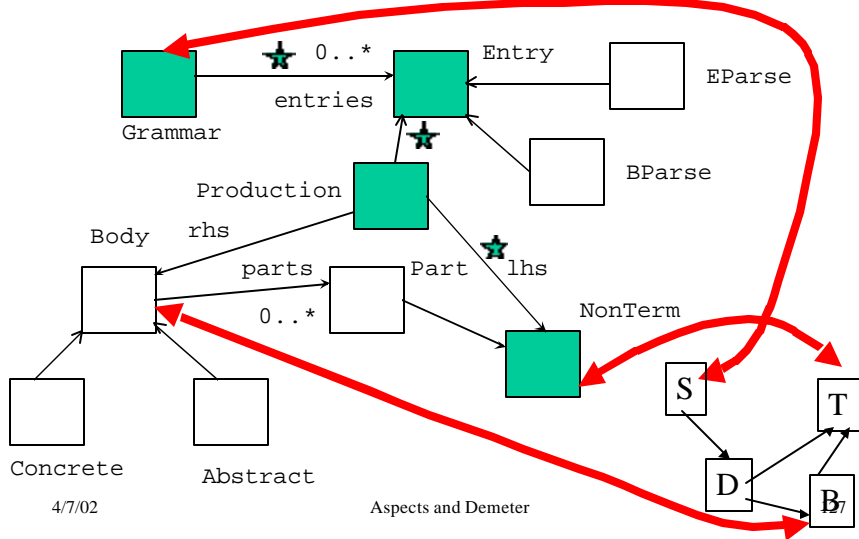 0..*
Entry
EParse
entries
Grammar
BParse
Production
Body
rhs
parts
Part
lhs
0..*
NonTerm
S
T
Concrete
Abstract
D
B
4/7/02
Aspects and Demeter
127